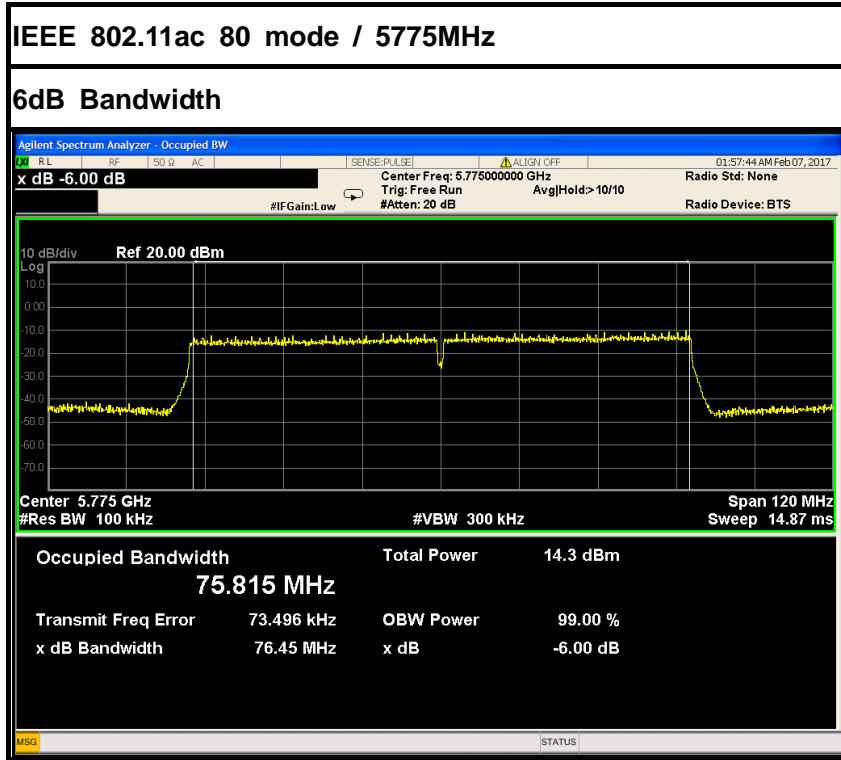 IEEE 802.11ac 80 mode / 5775MHz
6dB Bandwidth
Agilent Spectrum Analyzer - Occupied BW
LXI RL RF 50 Ω AC SENSE:PULSE ALIGN OFF 01:57:44 AM Feb 07, 2017
x dB -6.00 dB Center Freq: 5.775000000 GHz Radio Std: None
Trig: Free Run Avg|Hold:> 10/10
#IFGain:Low #Atten: 20 dB Radio Device: BTS
10 dB/div Ref 20.00 dBm
Log
10.0
0.00
-10.0
-20.0
-30.0
-40.0
-50.0
-60.0
-70.0
Center 5.775 GHz Span 120 MHz
#Res BW 100 kHz #VBW 300 kHz Sweep 14.87 ms
Occupied Bandwidth Total Power 14.3 dBm
75.815 MHz
Transmit Freq Error 73.496 kHz OBW Power 99.00 %
x dB Bandwidth 76.45 MHz x dB -6.00 dB
MSG STATUS